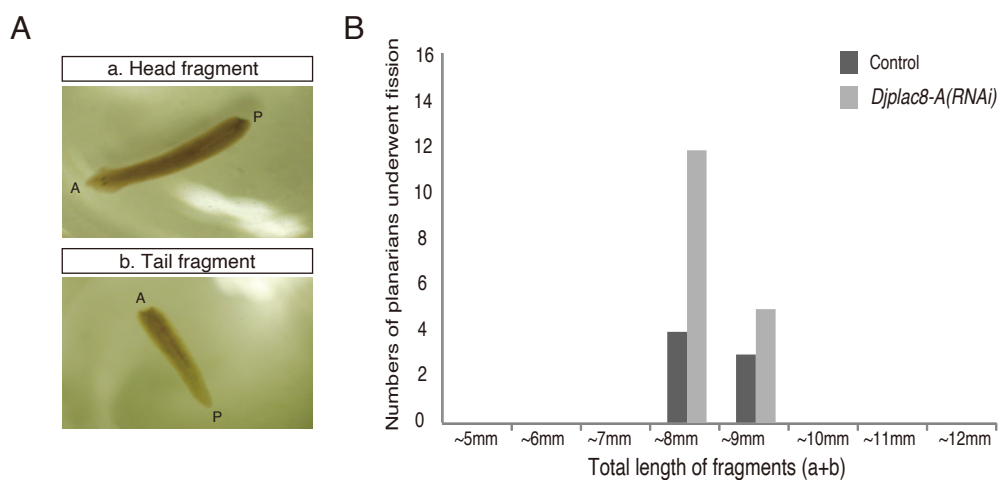 A
a. Head fragment
A
P
b. Tail fragment
A
P
B
Numbers of planarians underwent fission
16
14
12
10
8
6
4
2
0
Control
Djplac8-A(RNAi)
~5mm ~6mm ~7mm ~8mm ~9mm ~10mm ~11mm ~12mm
Total length of fragments (a+b)